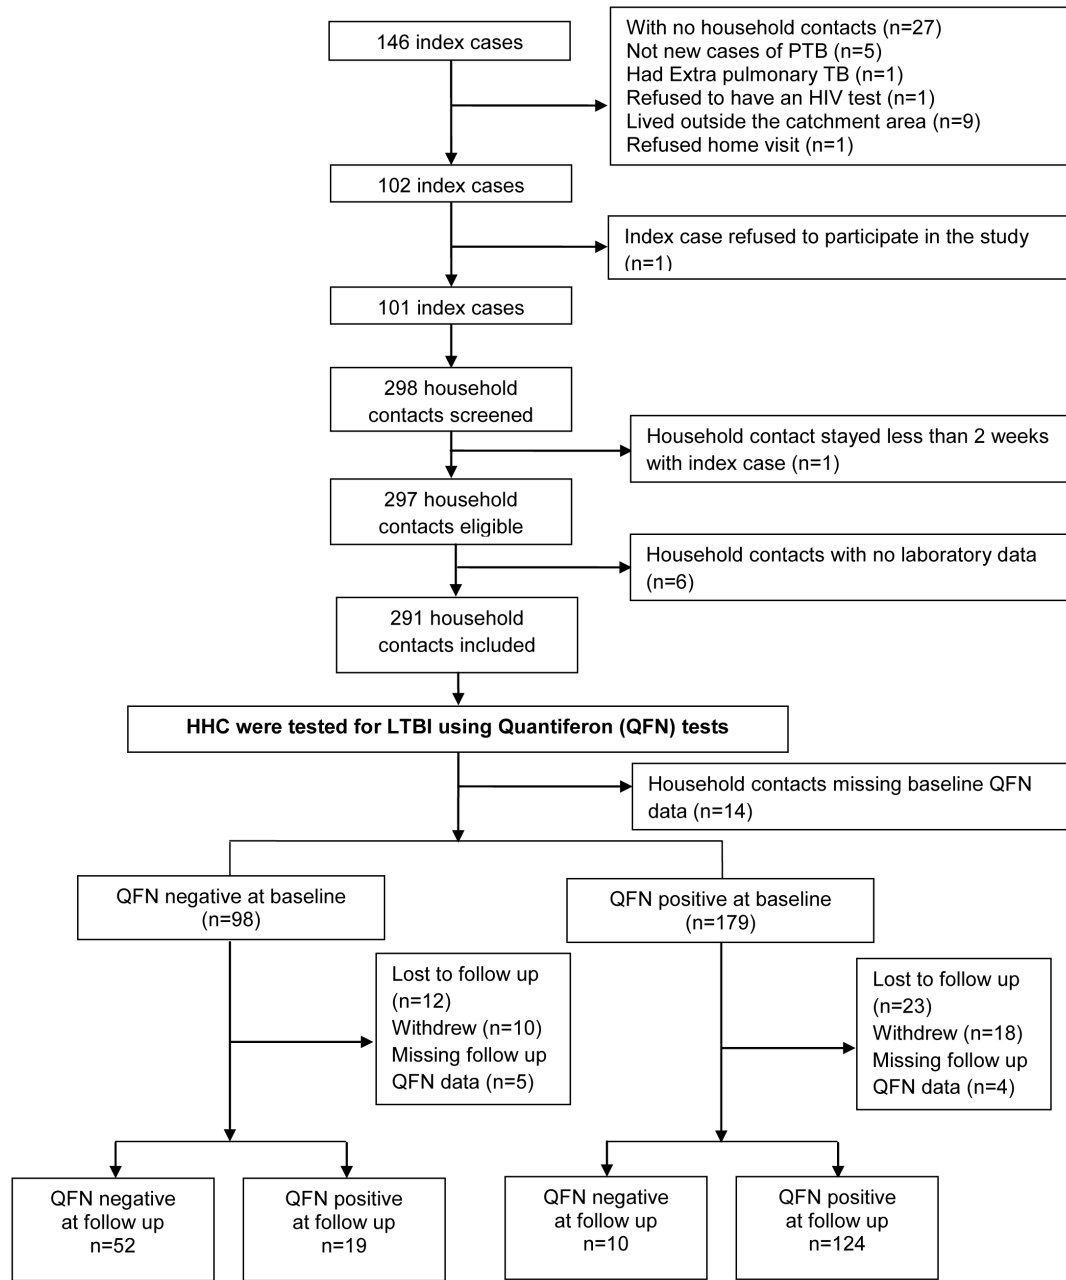 146 index cases
With no household contacts (n=27)
Not new cases of PTB (n=5)
Had Extra pulmonary TB (n=1)
Refused to have an HIV test (n=1)
Lived outside the catchment area (n=9)
Refused home visit (n=1)
102 index cases
Index case refused to participate in the study
(n=1)
101 index cases
298 household
contacts screened
Household contact stayed less than 2 weeks
with index case (n=1)
297 household
contacts eligible
Household contacts with no laboratory data
(n=6)
291 household
contacts included
HHC were tested for LTBI using Quantiferon (QFN) tests
Household contacts missing baseline QFN
data (n=14)
QFN negative at baseline
(n=98)
QFN positive at baseline
(n=179)
Lost to follow up
(n=12)
Withdrew (n=10)
Missing follow up
QFN data (n=5)
Lost to follow up
(n=23)
Withdrew (n=18)
Missing follow up
QFN data (n=4)
QFN negative
at follow up
n=52
QFN positive
at follow up
n=19
QFN negative
at follow up
n=10
QFN positive
at follow up
n=124